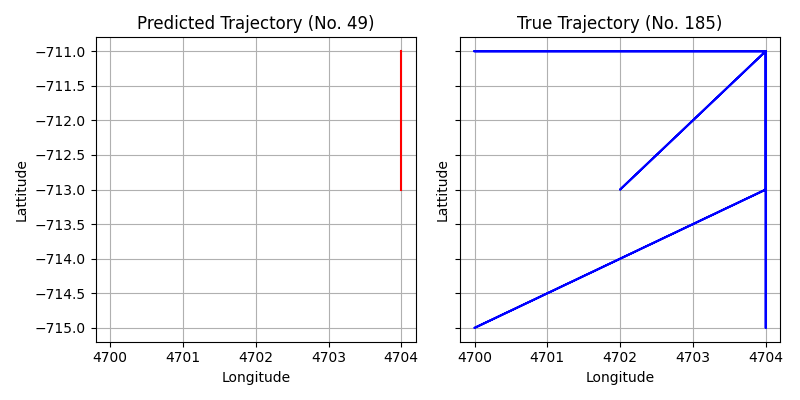 Predicted Trajectory (No. 49)
True Trajectory (No. 185)
−711.0
−711.5
−712.0
−712.5
−713.0
−713.5
−714.0
−714.5
−715.0
Lattitude
Lattitude
4700 4701 4702 4703 4704
4700 4701 4702 4703 4704
Longitude
Longitude